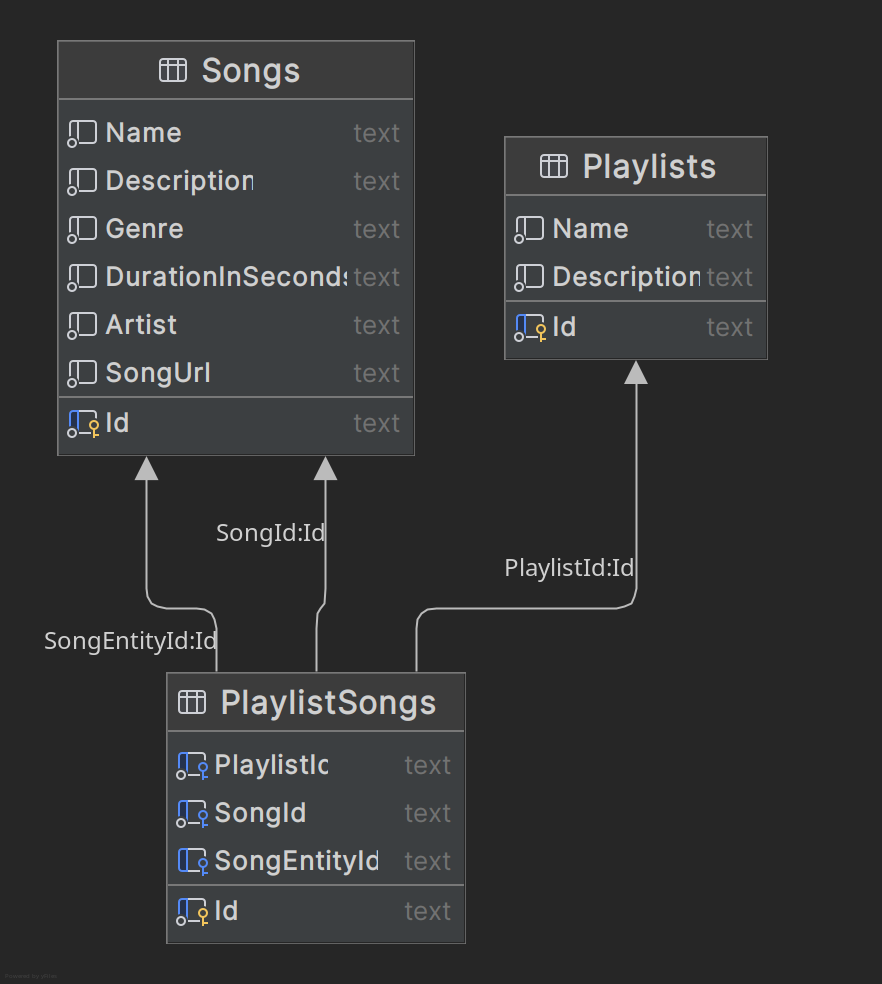 Songs
Name text
Description text
Genre text
DurationInSeconds text
Artist text
SongUrl text
Id text
Playlists
Name text
Description text
Id text
SongId:Id
PlaylistId:Id
SongEntityId:Id
PlaylistSongs
PlaylistId text
SongId text
SongEntityId text
Id text